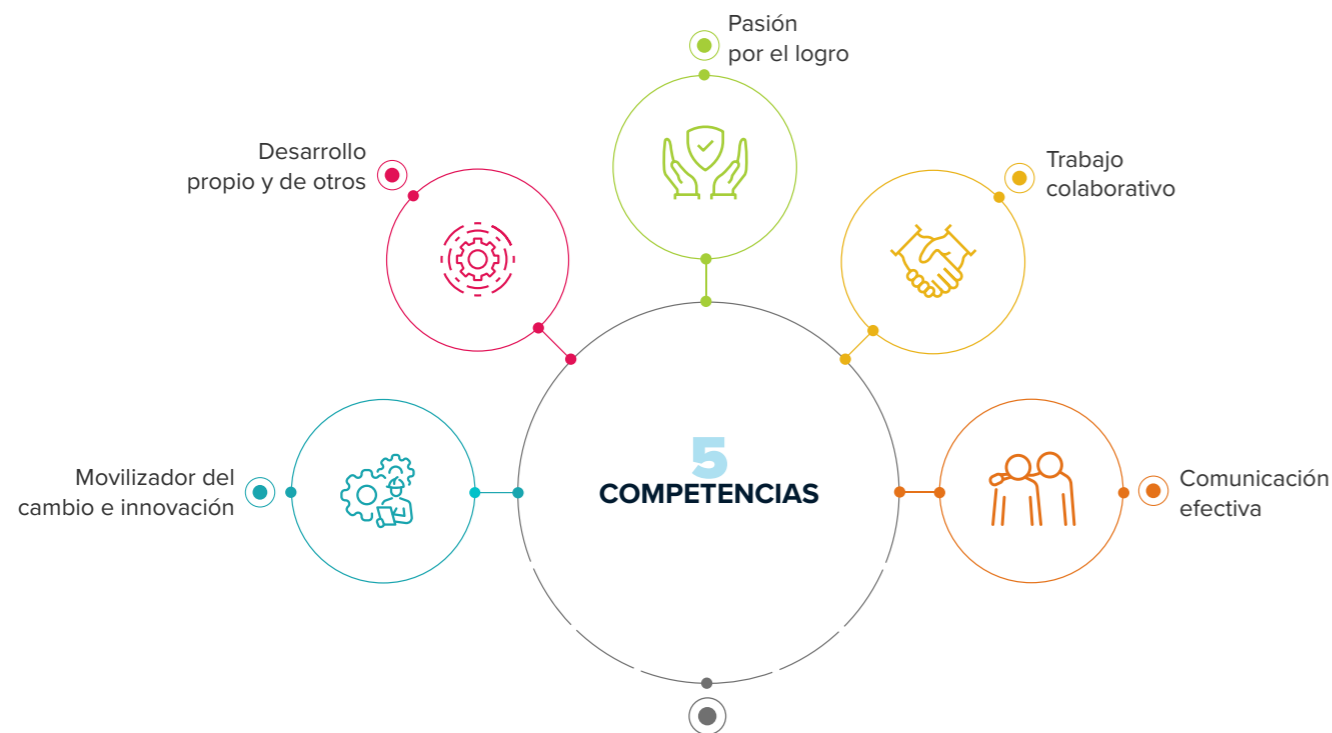 Pasión
por el logro
Desarrollo
propio y de otros
Trabajo
colaborativo
5
COMPETENCIAS
Movilizador del
cambio e innovación
Comunicación
efectiva